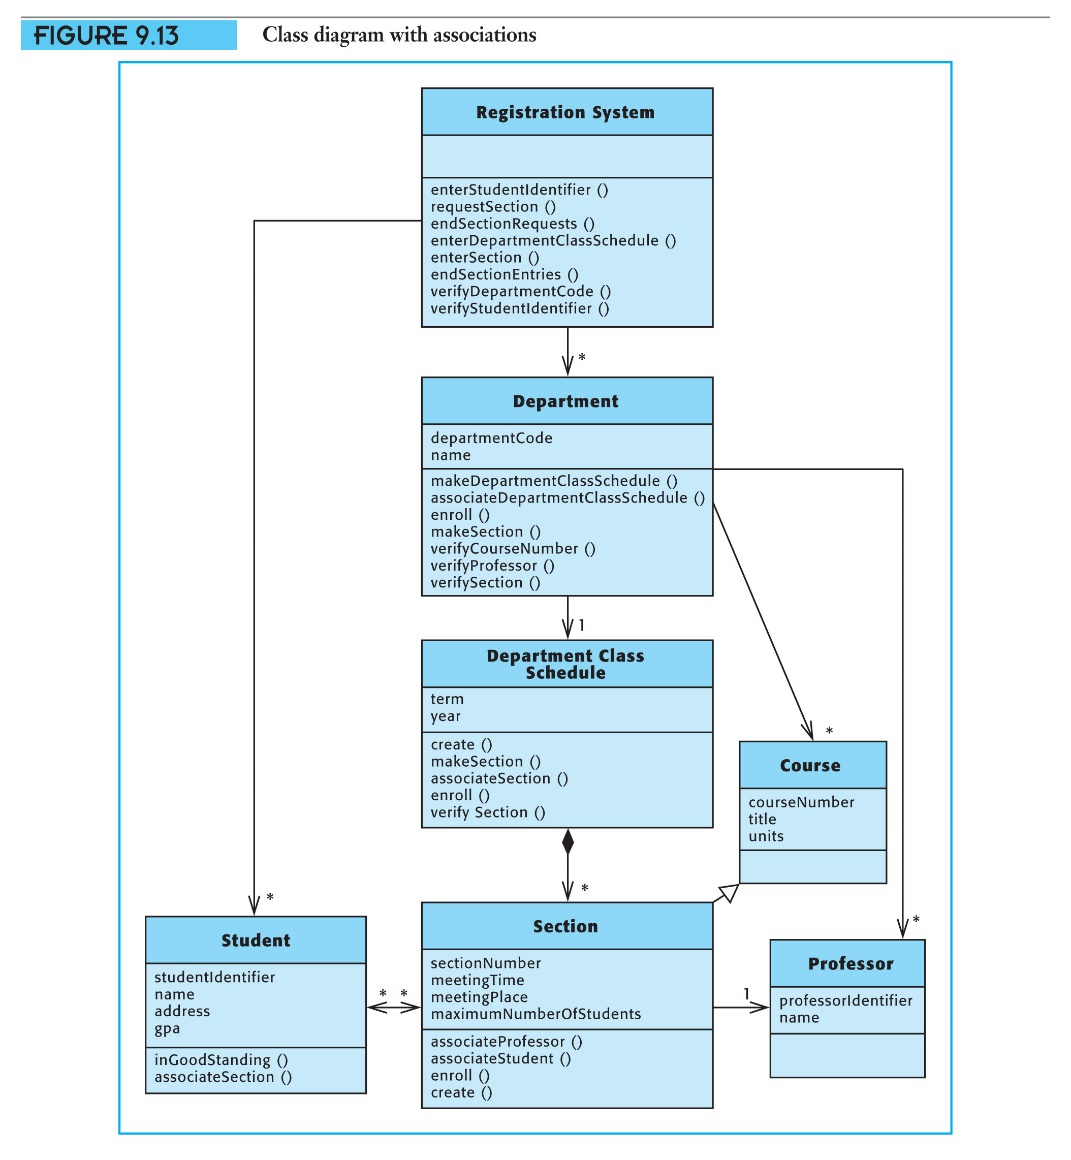 FIGURE 9.13 Class diagram with associations
Registration System
enterStudentIdentifier ()
requestSection ()
endSectionRequests ()
enterDepartmentClassSchedule ()
enterSection ()
endSectionEntries ()
verifyDepartmentCode ()
verifyStudentIdentifier ()
*
Department
departmentCode
name
makeDepartmentClassSchedule ()
associateDepartmentClassSchedule ()
enroll ()
makeSection ()
verifyCourseNumber ()
verifyProfessor ()
verifySection ()
1
Department Class
Schedule
term
year
create ()
makeSection ()
associateSection ()
enroll ()
verify Section ()
*
Course
courseNumber
title
units
*
*
Student
studentIdentifier
name
address
gpa
inGoodStanding ()
associateSection ()
* *
Section
sectionNumber
meetingTime
meetingPlace
maximumNumberOfStudents
associateProfessor ()
associateStudent ()
enroll ()
create ()
1
*
Professor
professorIdentifier
name